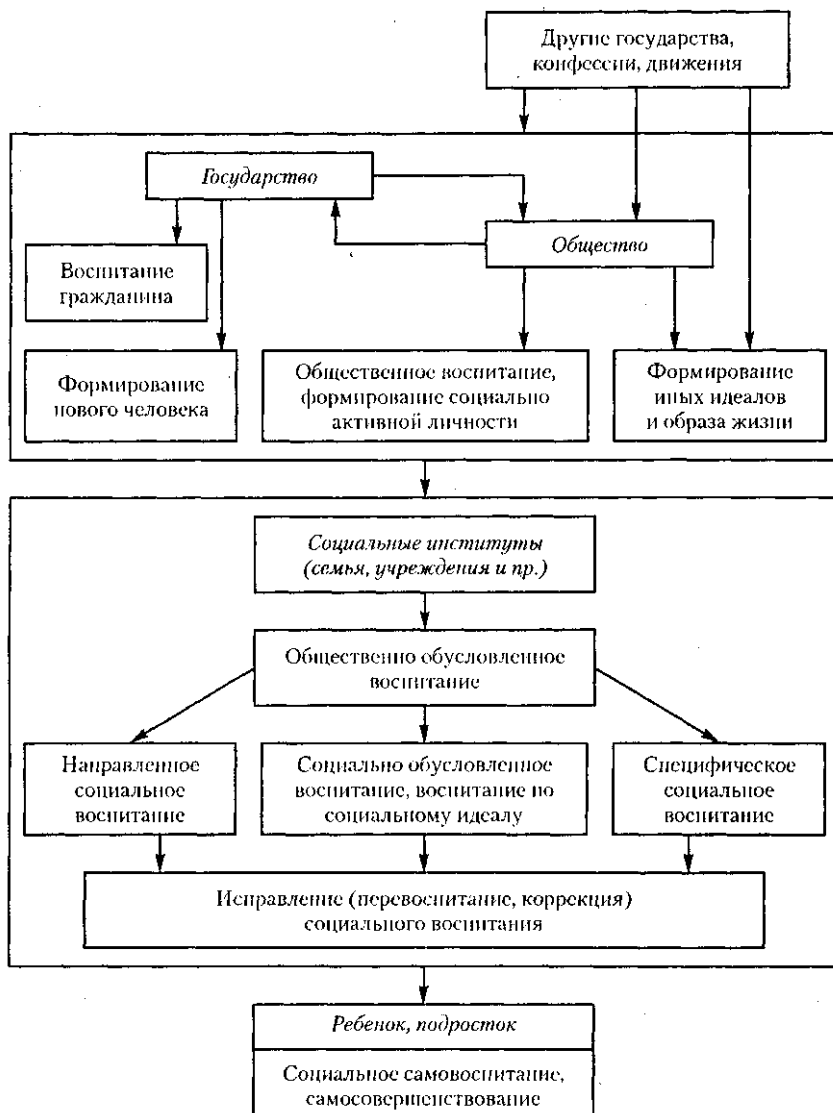 Другие государства,
конфессии, движения
Государство
Общество
Воспитание
гражданина
Формирование
нового человека
Общественное воспитание,
формирование социально
активной личности
Формирование
иных идеалов
и образа жизни
Социальные институты
(семья, учреждения и пр.)
Общественно обусловленное
воспитание
Направленное
социальное
воспитание
Социально обусловленное
воспитание, воспитание по
социальному идеалу
Специфическое
социальное
воспитание
Исправление (перевоспитание, коррекция)
социального воспитания
Ребенок, подросток
Социальное самовоспитание,
самосовершенствование